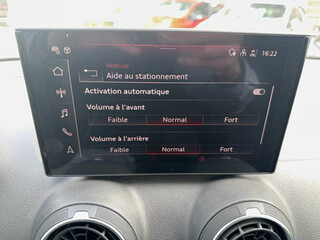 16:22
Véhicule
Aide au stationnement
Activation automatique
Volume à l'avant
Faible Normal Fort
Volume à l'arrière
Faible Normal Fort